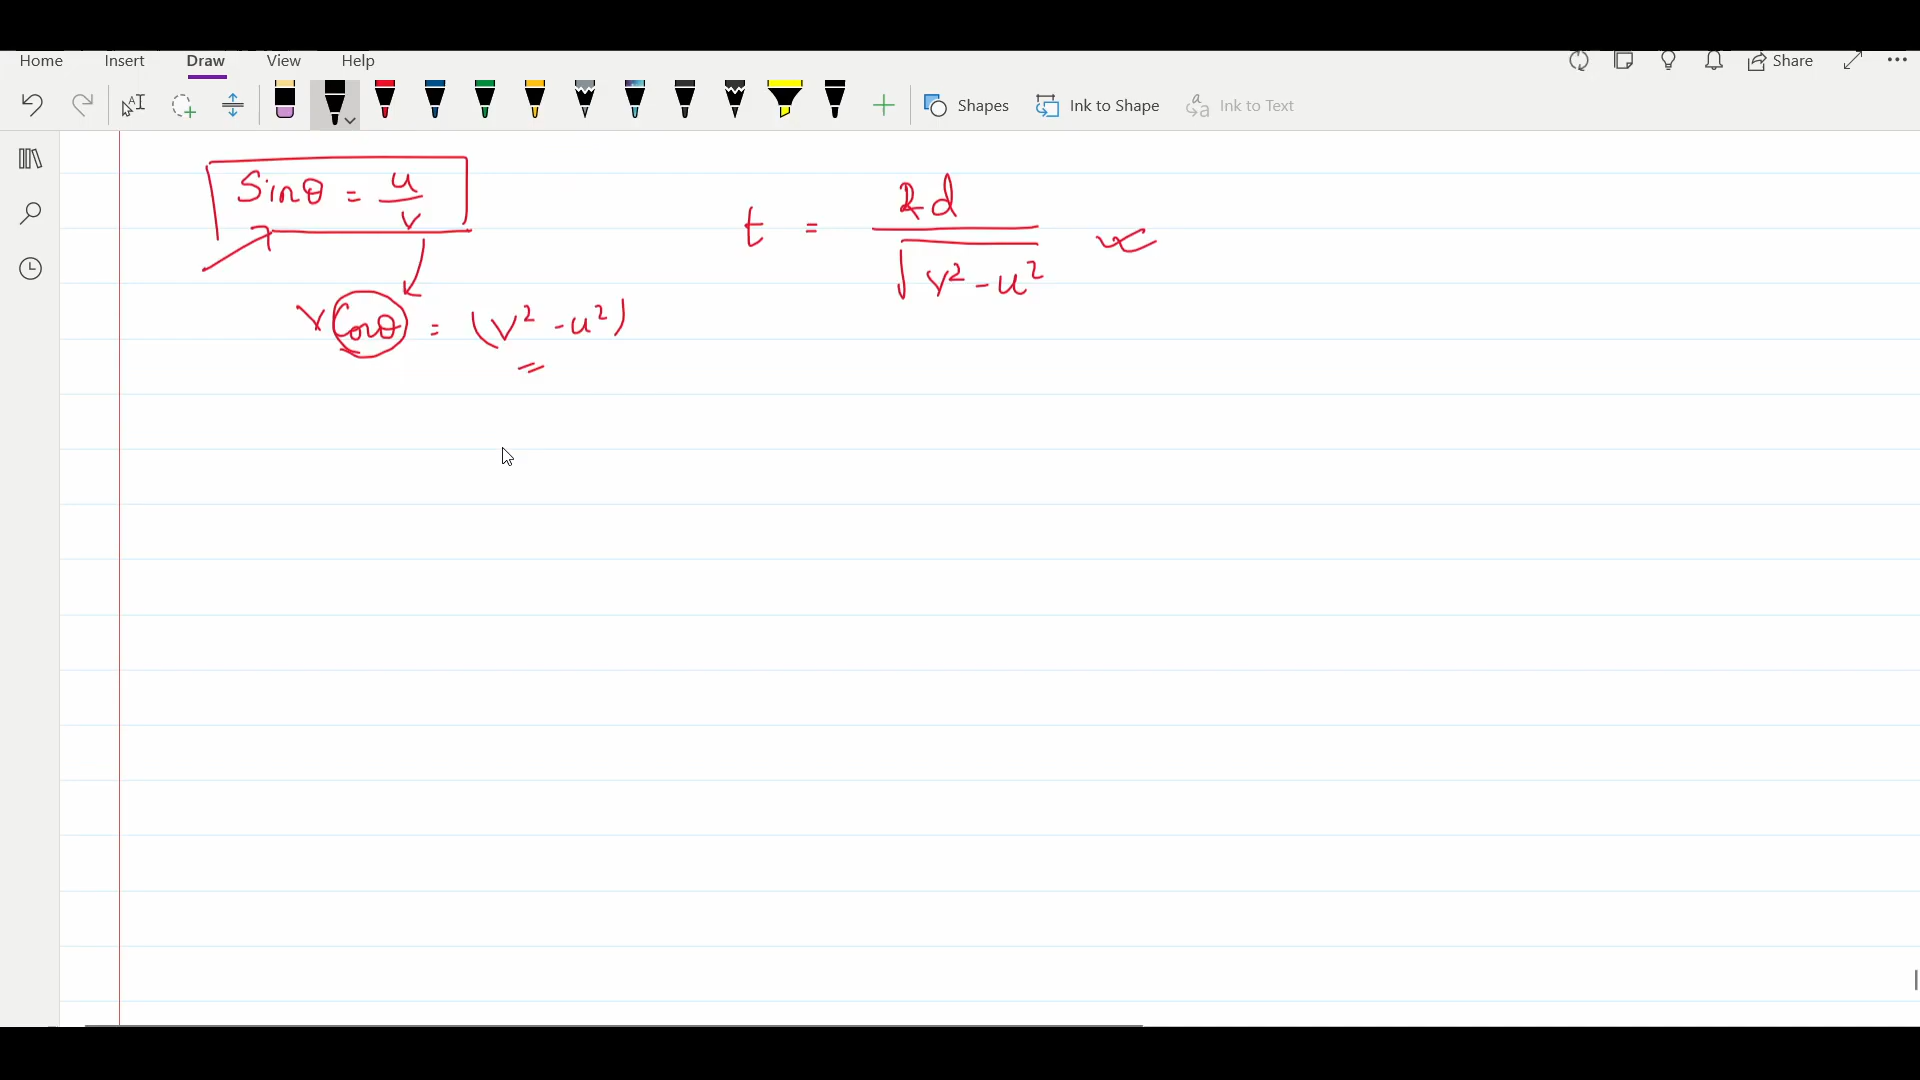 Home Insert Draw View Help Share
Shapes Ink to Shape Ink to Text
Sinθ = u/v
t = 2d/√(v² - u²)
v Cosθ = (v² - u²)